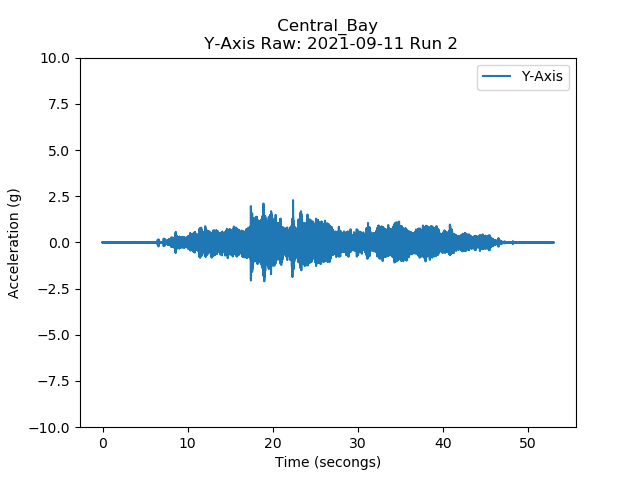 Central_Bay
Y-Axis Raw: 2021-09-11 Run 2
10.0
7.5
5.0
2.5
0.0
−2.5
−5.0
−7.5
−10.0
Acceleration (g)
Y-Axis
0 10 20 30 40 50
Time (secongs)